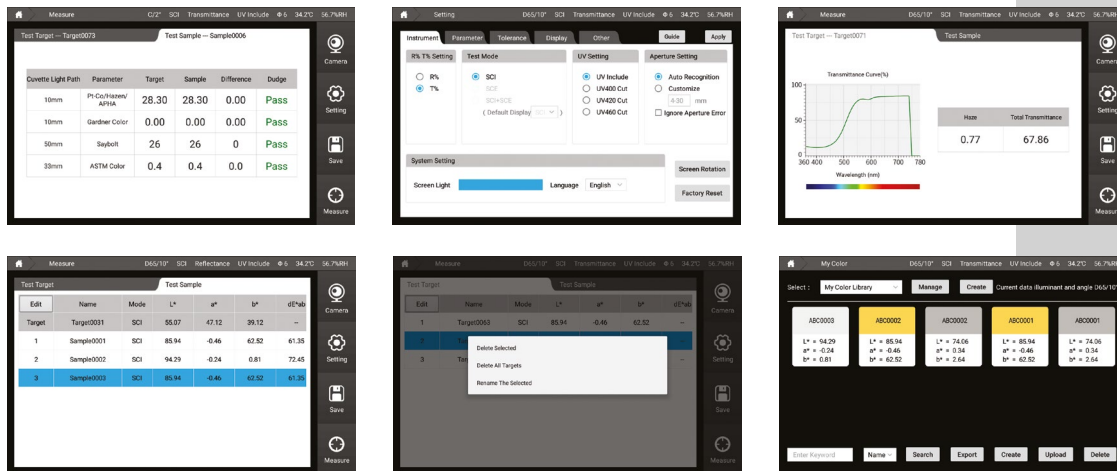 Measure C/2° SCI Transmittance UV Include Φ 6 34.2°C 56.7%RH
Test Target — Target0073 Test Sample — Sample0006
Cuvette Light Path Parameter Target Sample Difference Dudge
10mm Pt-Co/Hazen/APHA 28.30 28.30 0.00 Pass
10mm Gardner Color 0.00 0.00 0.00 Pass
50mm Saybolt 26 26 0 Pass
33mm ASTM Color 0.4 0.4 0.0 Pass
Camera
Setting
Save
Measure
Setting D65/10° SCI Transmittance UV Include Φ 6 34.2°C 56.7%RH
Instrument Parameter Tolerance Display Other Guide Apply
R% T% Setting Test Mode UV Setting Aperture Setting
R% SCI UV Include Auto Recognition
T% SCE UV400 Cut Customize
SCI+SCE UV420 Cut 4-30 mm
( Default Display ) UV460 Cut Ignore Aperture Error
System Setting
Screen Light Language English
Screen Rotation
Factory Reset
Measure D65/10° SCI Transmittance UV Include Φ 6 34.2°C 56.7%RH
Test Target — Target0071 Test Sample
Transmittance Curve(%)
100
50
0
360 400 500 600 700 780
Wavelength (nm)
Haze Total Transmittance
0.77 67.86
Camera
Setting
Save
Measure
Measure D65/10° SCI Reflectance UV Include Φ 6 34.2°C 56.7%RH
Test Target Test Sample
Edit Name Mode L* a* b* dE*ab
Target Target0031 SCI 55.07 47.12 39.12 --
1 Sample0001 SCI 85.94 -0.46 62.52 61.35
2 Sample0002 SCI 94.29 -0.24 0.81 72.45
3 Sample0003 SCI 85.94 -0.46 62.52 61.35
Camera
Setting
Save
Measure
Measure D65/10° SCI Transmittance UV Include Φ 6 34.2°C 56.7%RH
Test Target Test Sample
Edit Name Mode L* a* b* dE*ab
1 Target0063 SCI 85.94 -0.46 62.52 --
2
3
Delete Selected
Delete All Targets
Rename The Selected
Camera
Setting
Save
Measure
My Color D65/10° SCI Transmittance UV Include Φ 6 34.2°C 56.7%RH
Select : My Color Library Manage Create Current data illuminant and angle D65/10°
ABC0003 ABC0002 ABC0002 ABC0001 ABC0001
L* = 94.29 L* = 85.94 L* = 74.06 L* = 85.94 L* = 74.06
a* = -0.24 a* = -0.46 a* = 0.34 a* = -0.46 a* = 0.34
b* = 0.81 b* = 62.52 b* = 2.64 b* = 62.52 b* = 2.64
Enter Keyword Name Search Export Create Upload Delete